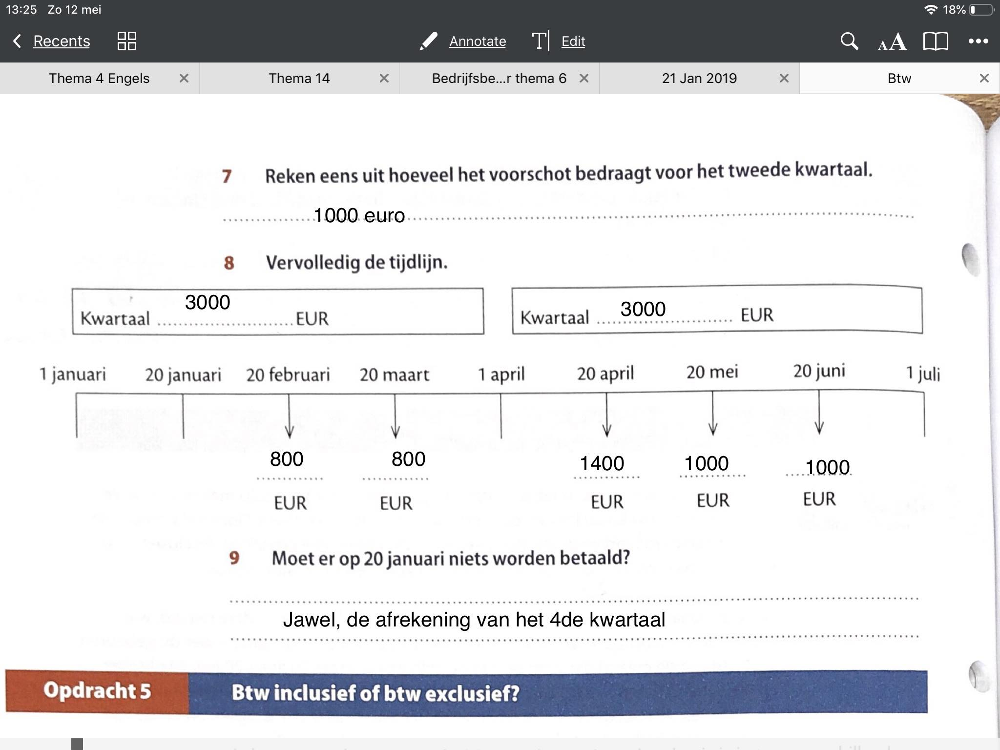 13:25 Zo 12 mei 18%
Recents Annotate Edit AA
Thema 4 Engels Thema 14 Bedrijfsbe...r thema 6 21 Jan 2019 Btw
7 Reken eens uit hoeveel het voorschot bedraagt voor het tweede kwartaal.
1000 euro
8 Vervolledig de tijdlijn.
Kwartaal 3000 EUR Kwartaal 3000 EUR
1 januari 20 januari 20 februari 20 maart 1 april 20 april 20 mei 20 juni 1 juli
800 800 1400 1000 1000
EUR EUR EUR EUR EUR
9 Moet er op 20 januari niets worden betaald?
Jawel, de afrekening van het 4de kwartaal
Opdracht 5 Btw inclusief of btw exclusief?